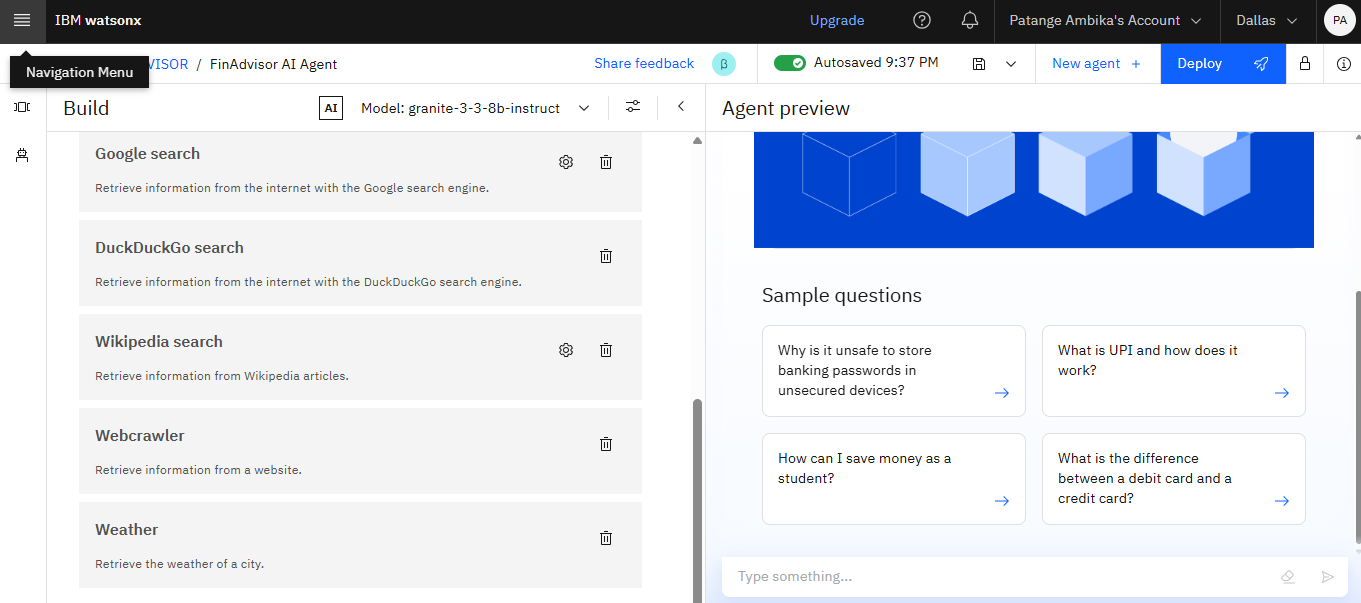 IBM watsonx
Upgrade
Patange Ambika's Account
Dallas
PA
Navigation Menu
VISOR / FinAdvisor AI Agent
Share feedback
β
Autosaved 9:37 PM
New agent +
Deploy
Build
AI
Model: granite-3-3-8b-instruct
Agent preview
Google search
Retrieve information from the internet with the Google search engine.
DuckDuckGo search
Retrieve information from the internet with the DuckDuckGo search engine.
Wikipedia search
Retrieve information from Wikipedia articles.
Webcrawler
Retrieve information from a website.
Weather
Retrieve the weather of a city.
Sample questions
Why is it unsafe to store
banking passwords in
unsecured devices?
What is UPI and how does it
work?
How can I save money as a
student?
What is the difference
between a debit card and a
credit card?
Type something...